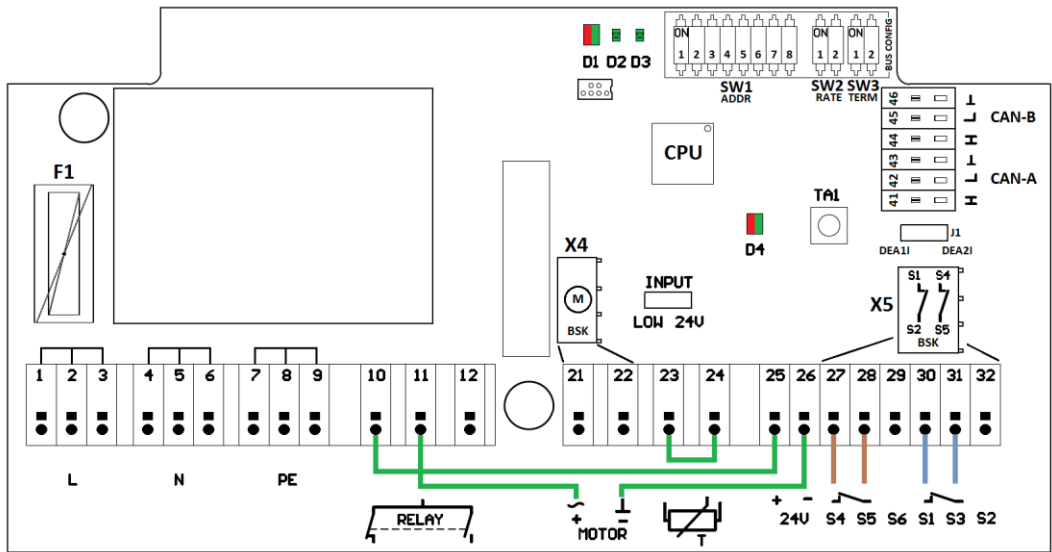 D1 D2 D3
ON
1 2 3 4 5 6 7 8
ON
1 2
ON
1 2
BUS CONFIG
SW1
ADDR
SW2
RATE
SW3
TERM
46
45
44
CAN-B
43
42
41
CAN-A
F1
CPU
TA1
D4
J1
DEA1I DEA2I
X4
M
BSK
INPUT
LOW 24V
X5
S1 S4
S2 S5
BSK
1 2 3 4 5 6 7 8 9 10 11 12 21 22 23 24 25 26 27 28 29 30 31 32
L N PE
RELAY
~
+ -
MOTOR
T
+ -
24V S4 S5 S6 S1 S3 S2